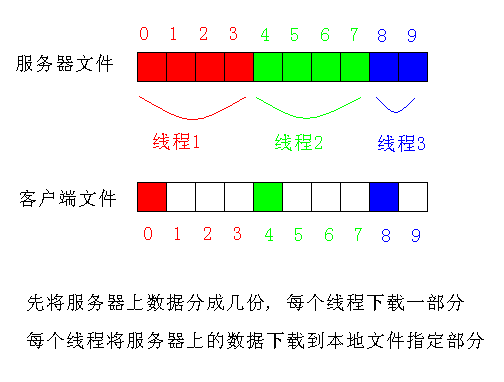 0 1 2 3 4 5 6 7 8 9
服务器文件
线程1 线程2 线程3
客户端文件
0 1 2 3 4 5 6 7 8 9
先将服务器上数据分成几份, 每个线程下载一部分
每个线程将服务器上的数据下载到本地文件指定部分